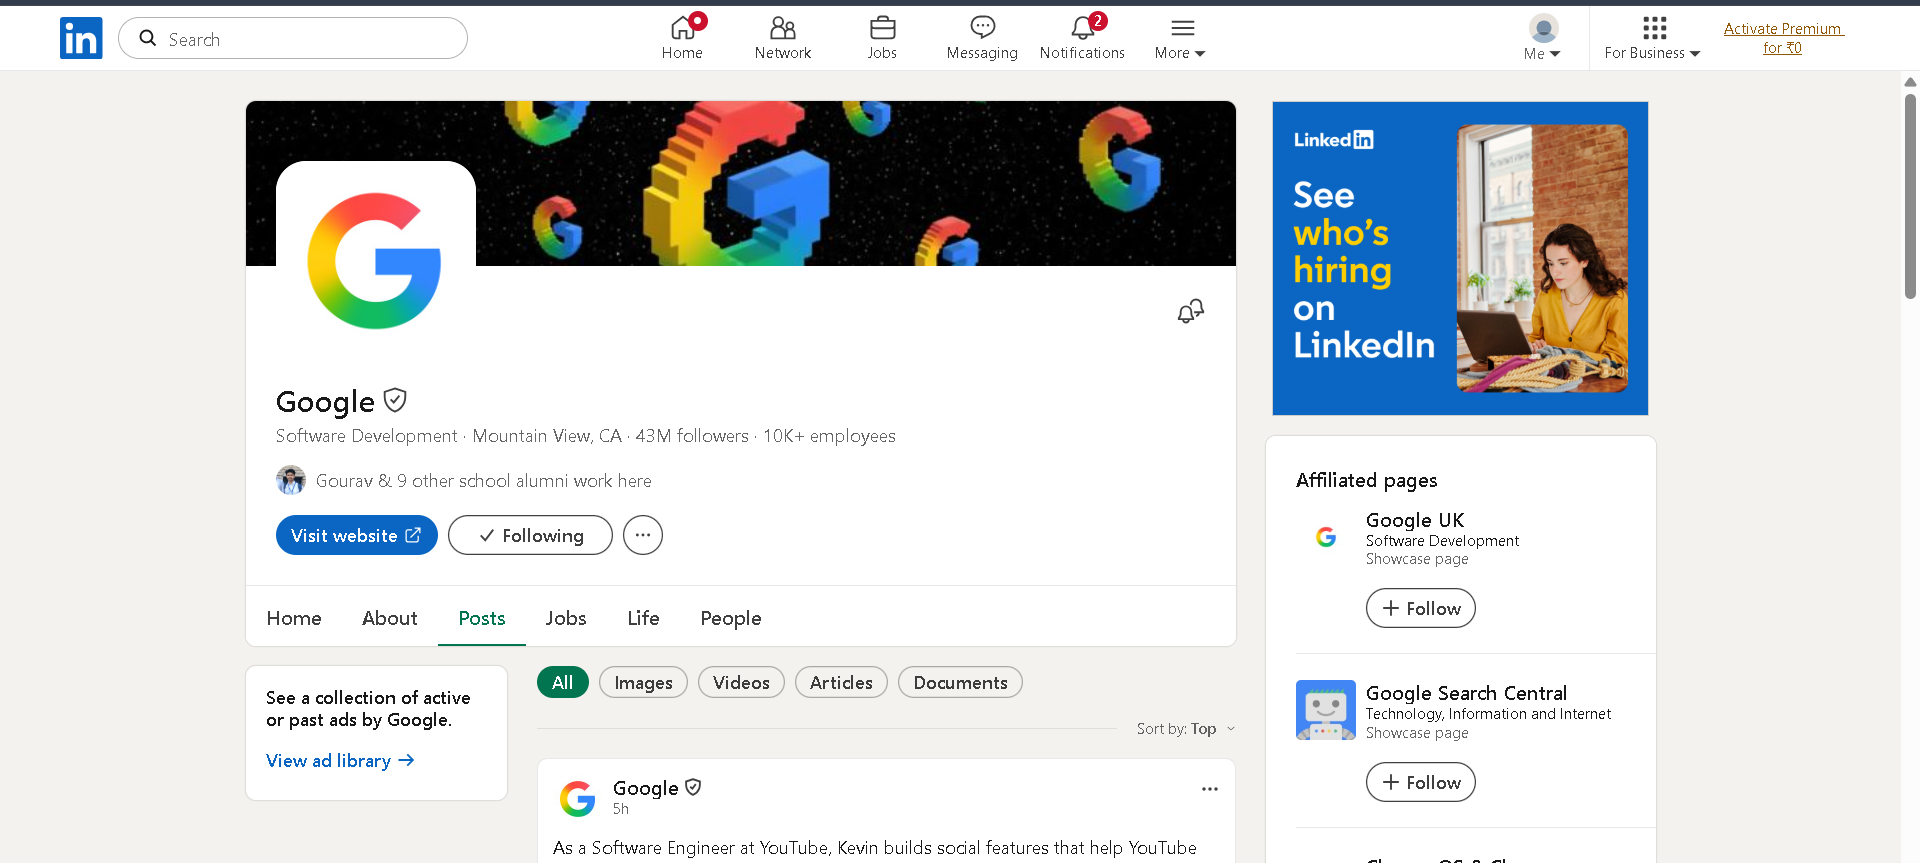 Search
Home
Network
Jobs
Messaging
2
Notifications
More
Me
For Business
Activate Premium
for ₹0
Linked in
See
who's
hiring
on
LinkedIn
Google
Software Development · Mountain View, CA · 43M followers · 10K+ employees
Gourav & 9 other school alumni work here
Visit website
Following
Home
About
Posts
Jobs
Life
People
See a collection of active
or past ads by Google.
View ad library
All
Images
Videos
Articles
Documents
Sort by: Top
Google
5h
As a Software Engineer at YouTube, Kevin builds social features that help YouTube
Affiliated pages
Google UK
Software Development
Showcase page
Follow
Google Search Central
Technology, Information and Internet
Showcase page
Follow